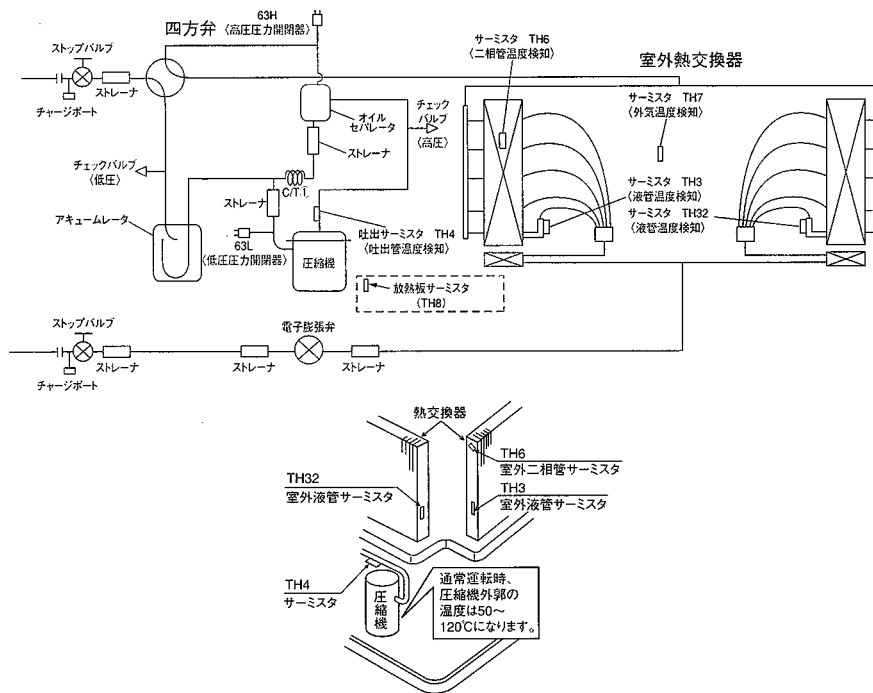 63H
〈高圧圧力開閉器〉
四方弁
ストップバルブ
ストレーナ
チャージポート
サーミスタ TH6
〈二相管温度検知〉
室外熱交換器
オイル
セパレータ
チェック
バルブ
〈高圧〉
サーミスタ TH7
〈外気温度検知〉
ストレーナ
チェックバルブ
〈低圧〉
C/T①
ストレーナ
サーミスタ TH3
〈液管温度検知〉
サーミスタ TH32
〈液管温度検知〉
アキュームレータ
63L
〈低圧圧力開閉器〉
吐出サーミスタ TH4
〈吐出管温度検知〉
圧縮機
放熱板サーミスタ
(TH8)
ストップバルブ
電子膨張弁
ストレーナ
ストレーナ
ストレーナ
チャージポート
熱交換器
TH6
室外二相管サーミスタ
TH32
室外液管サーミスタ
TH3
室外液管サーミスタ
TH4
サーミスタ
圧縮機
通常運転時、
圧縮機外郭の
温度は50～
120℃になります。